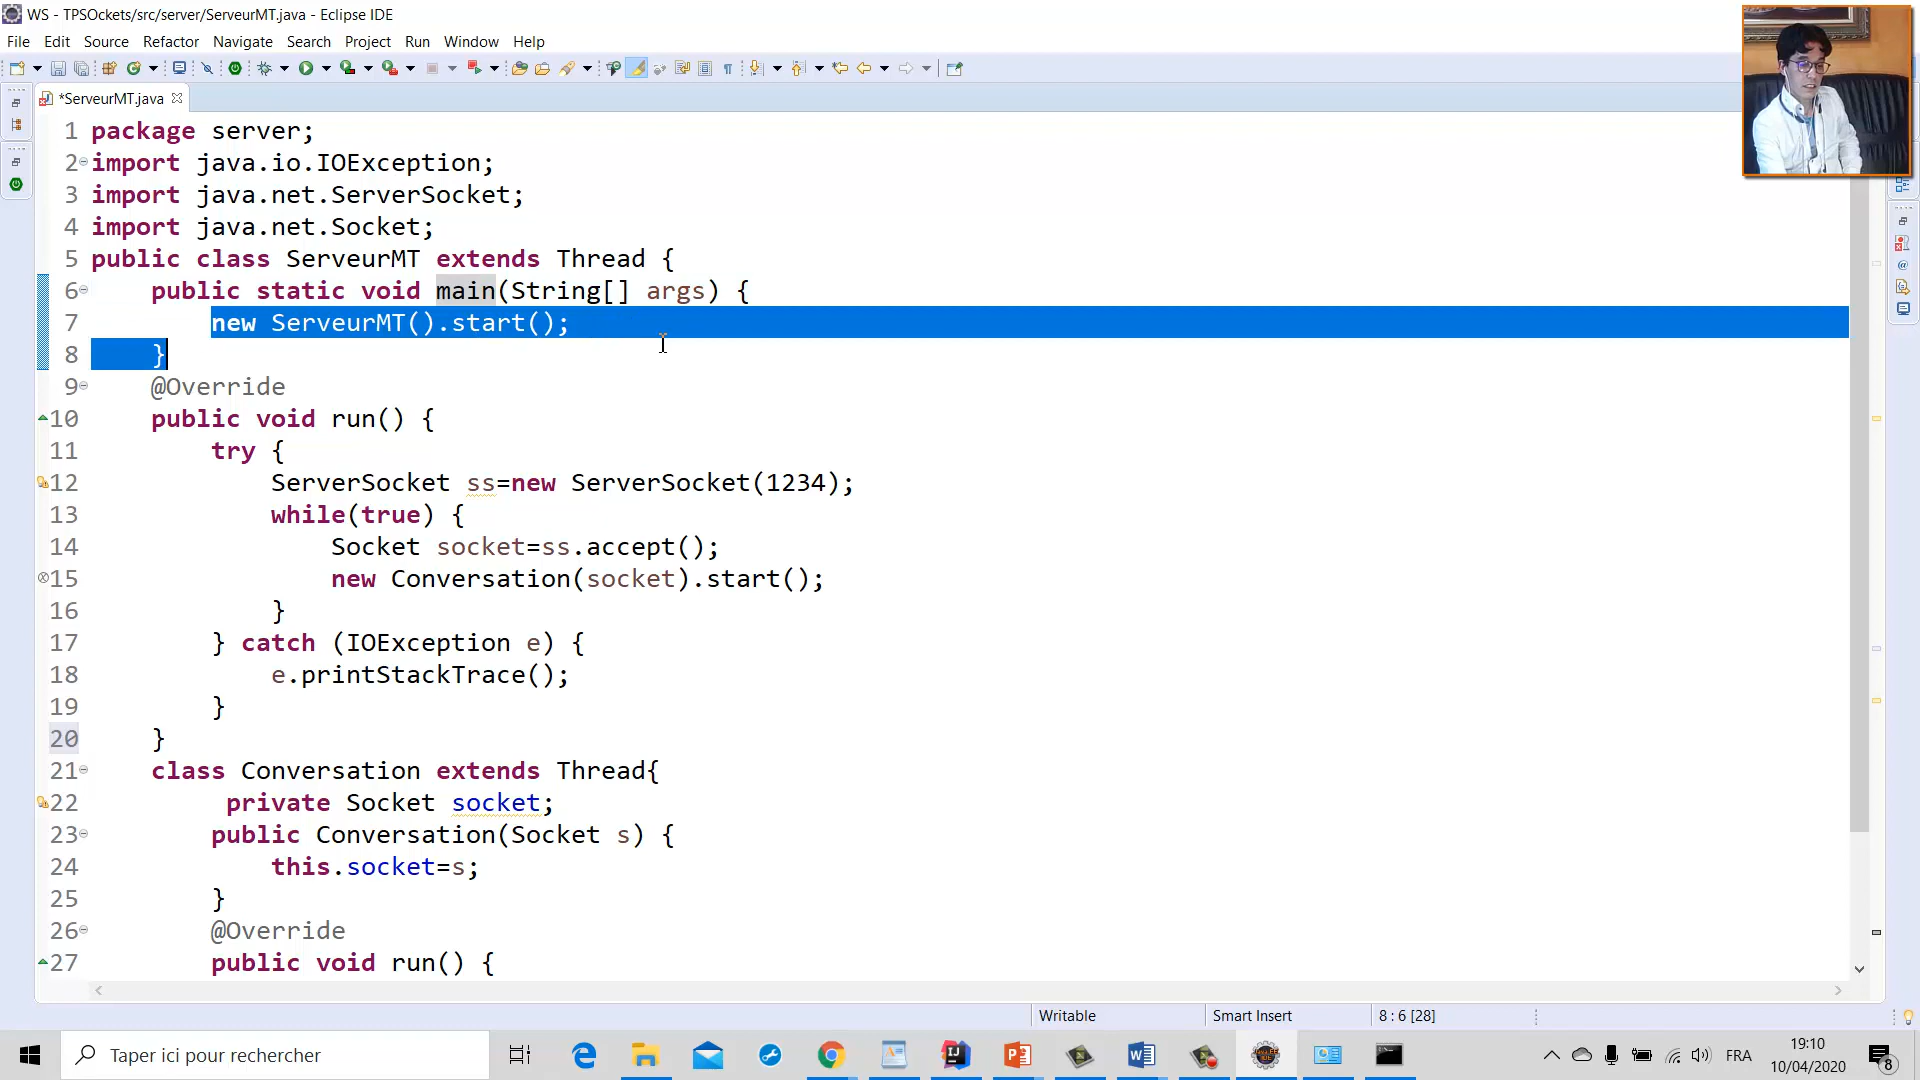 WS - TPSOckets/src/server/ServeurMT.java - Eclipse IDE
File Edit Source Refactor Navigate Search Project Run Window Help
*ServeurMT.java
1 package server;
2 import java.io.IOException;
3 import java.net.ServerSocket;
4 import java.net.Socket;
5 public class ServeurMT extends Thread {
6 public static void main(String[] args) {
7 new ServeurMT().start();
8 }
9 @Override
10 public void run() {
11 try {
12 ServerSocket ss=new ServerSocket(1234);
13 while(true) {
14 Socket socket=ss.accept();
15 new Conversation(socket).start();
16 }
17 } catch (IOException e) {
18 e.printStackTrace();
19 }
20 }
21 class Conversation extends Thread{
22 private Socket socket;
23 public Conversation(Socket s) {
24 this.socket=s;
25 }
26 @Override
27 public void run() {
Writable Smart Insert 8 : 6 [28]
Taper ici pour rechercher
FRA
19:10
10/04/2020
8